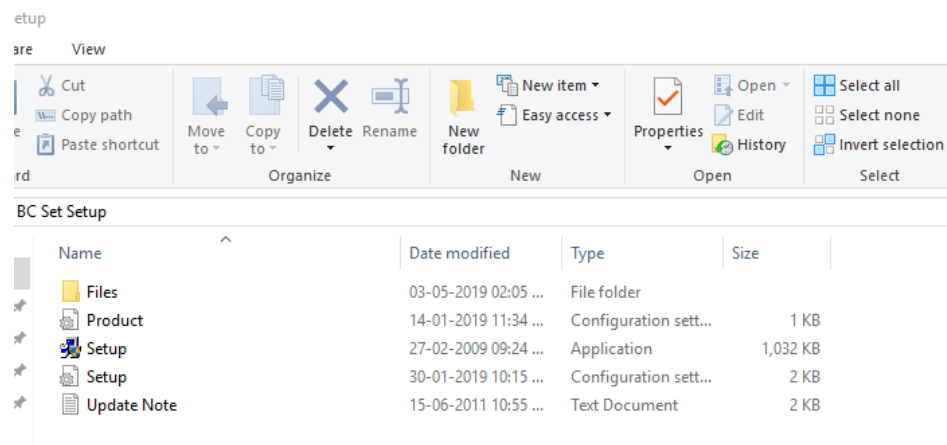 etup
are View
Cut
Copy path
Paste shortcut
Move to
Copy to
Delete
Rename
New folder
New item
Easy access
Properties
Open
Edit
History
Select all
Select none
Invert selection
rd Organize New Open Select
BC Set Setup
Name Date modified Type Size
Files 03-05-2019 02:05 ... File folder
Product 14-01-2019 11:34 ... Configuration sett... 1 KB
Setup 27-02-2009 09:24 ... Application 1,032 KB
Setup 30-01-2019 10:15 ... Configuration sett... 2 KB
Update Note 15-06-2011 10:55 ... Text Document 2 KB